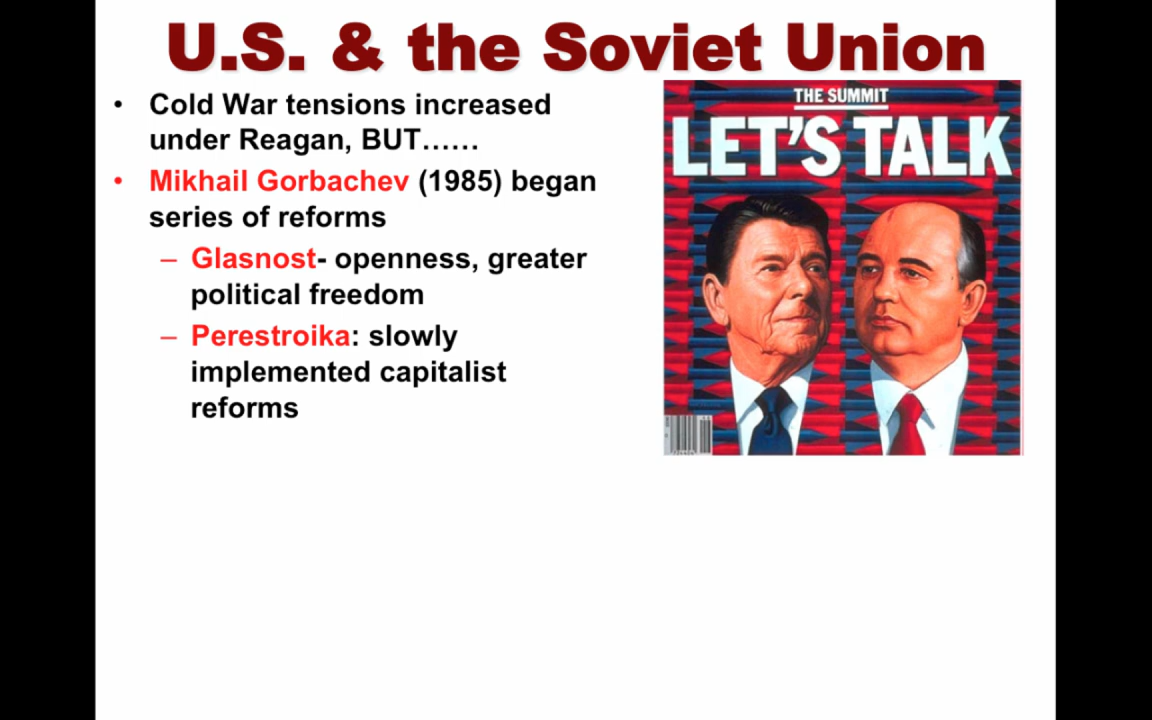 U.S. & the Soviet Union
• Cold War tensions increased
under Reagan, BUT……
• Mikhail Gorbachev (1985) began
series of reforms
– Glasnost- openness, greater
political freedom
– Perestroika: slowly
implemented capitalist
reforms
THE SUMMIT
LET'S TALK